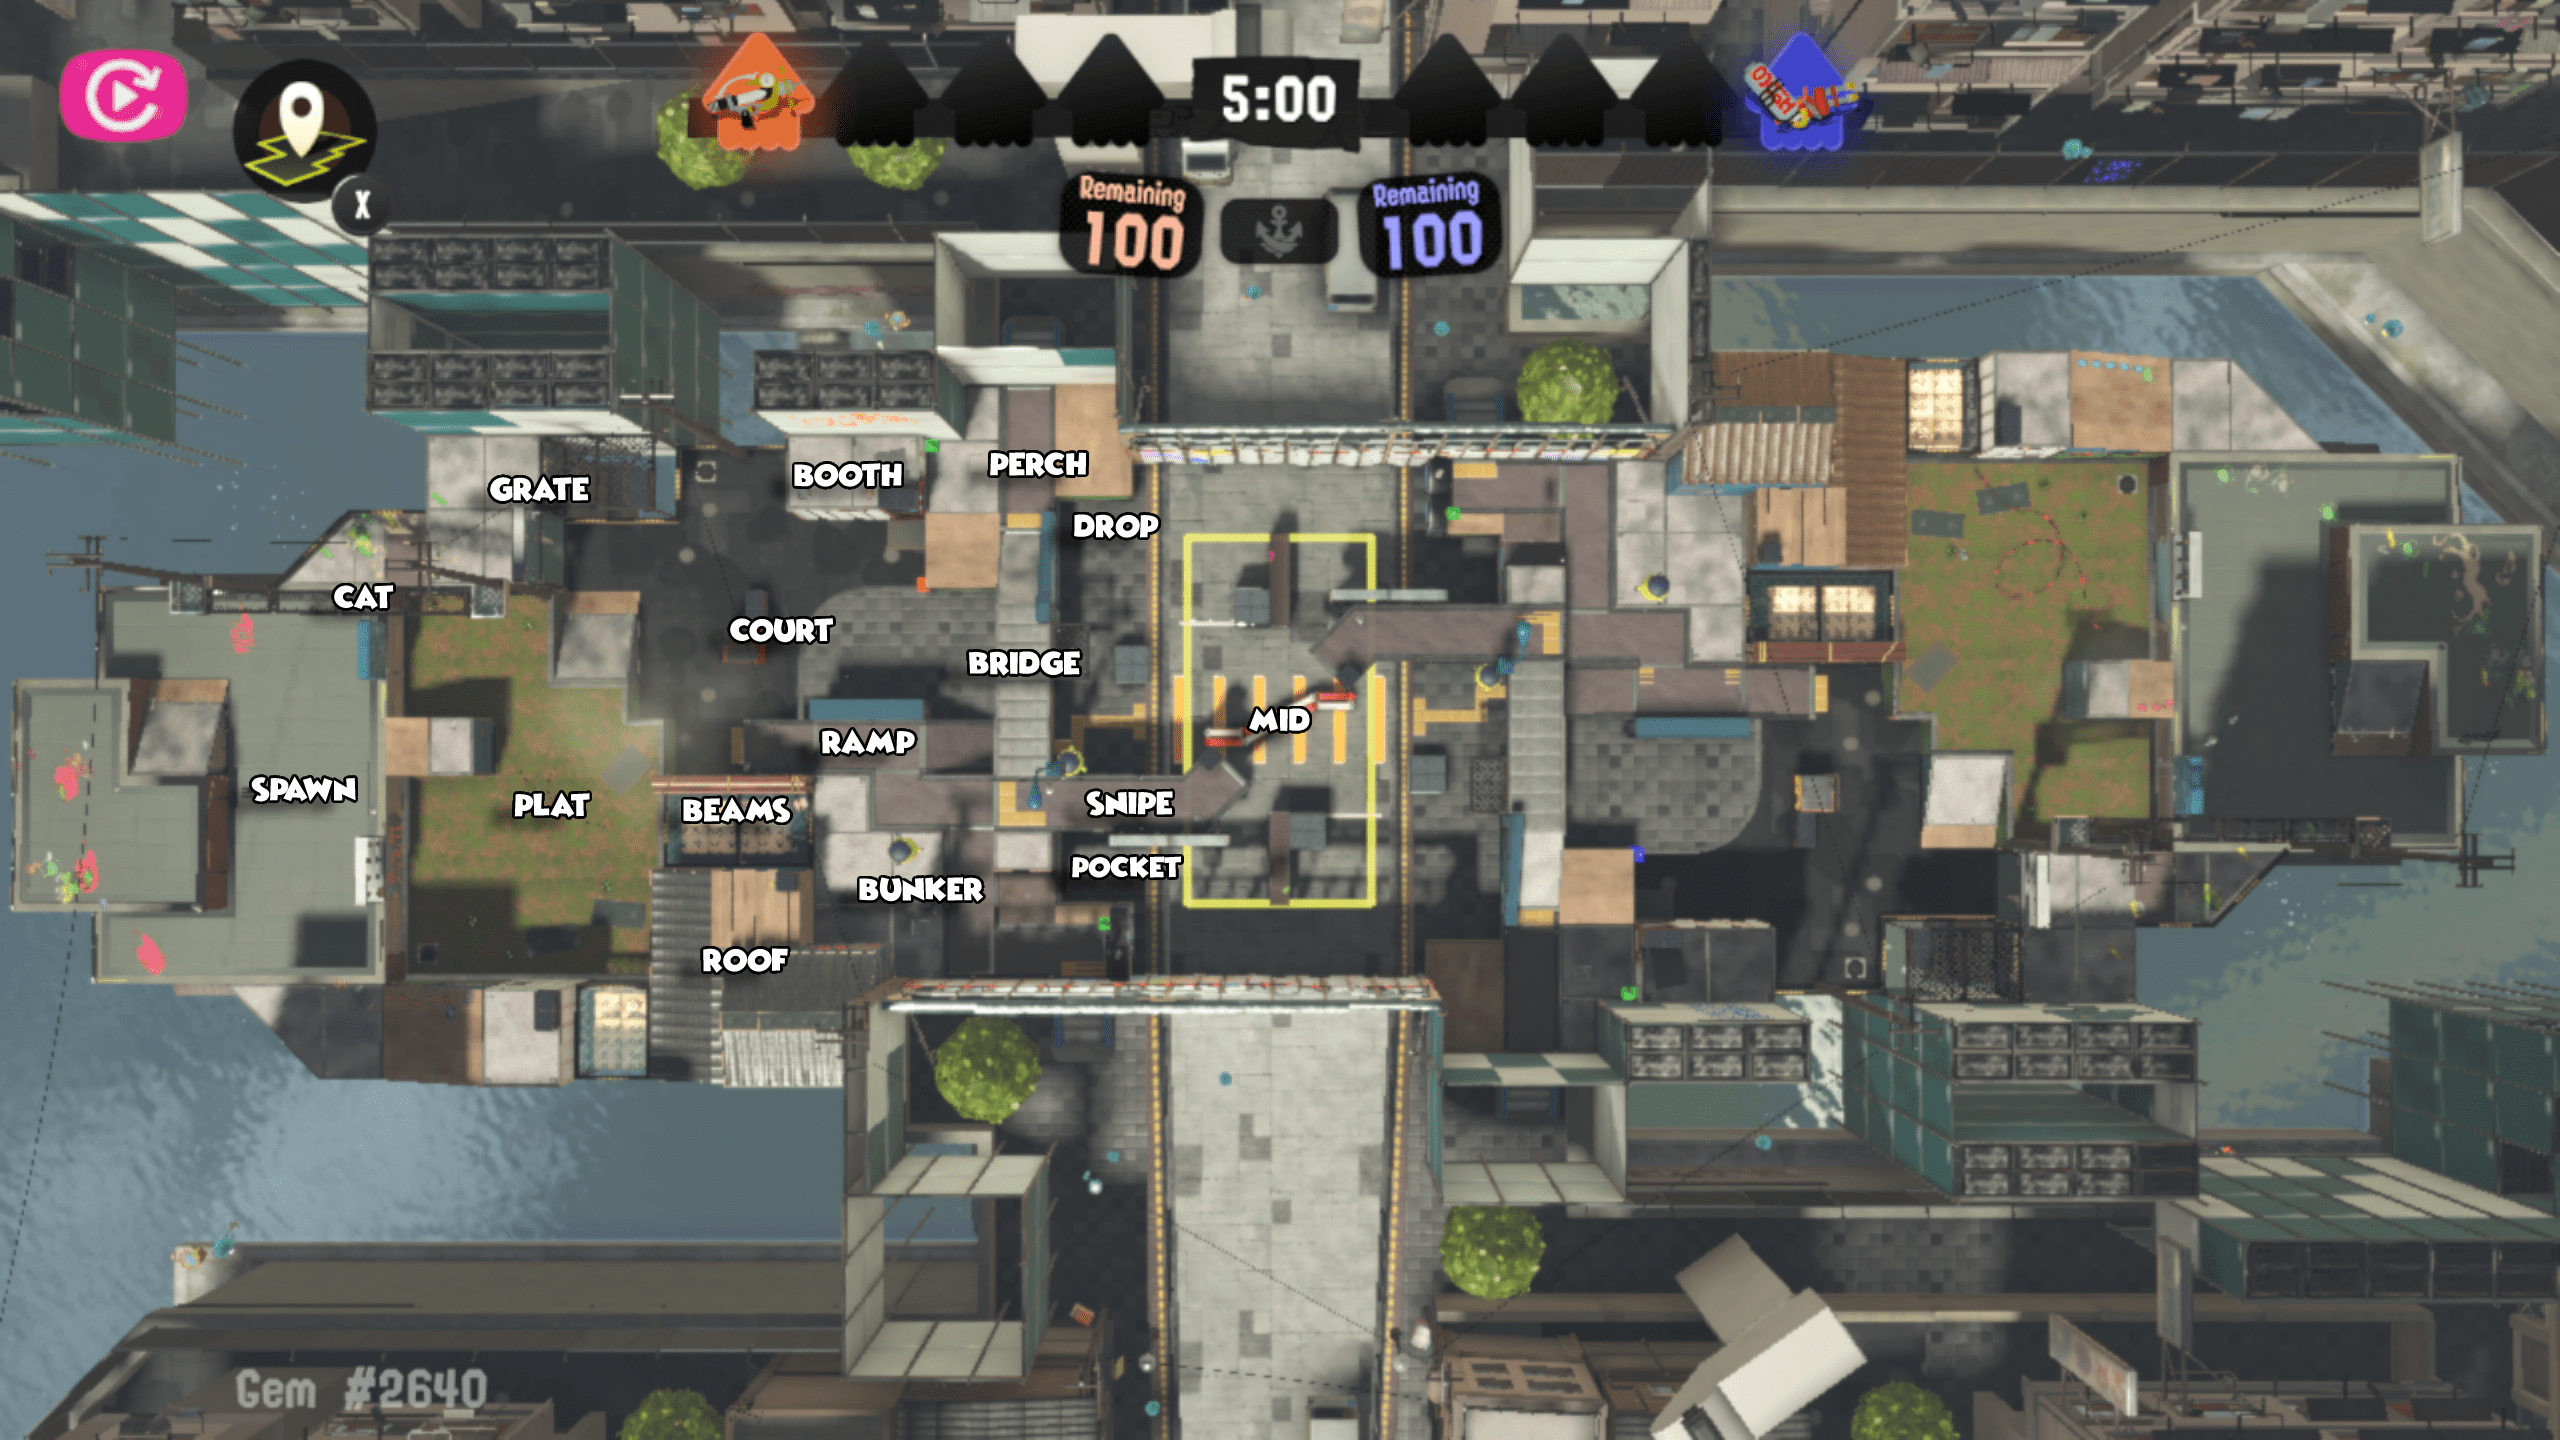 5:00
X
Remaining
100
Remaining
100
GRATE
BOOTH
PERCH
DROP
CAT
COURT
BRIDGE
MID
RAMP
SPAWN
PLAT
BEAMS
SNIPE
POCKET
BUNKER
ROOF
Gem #2640